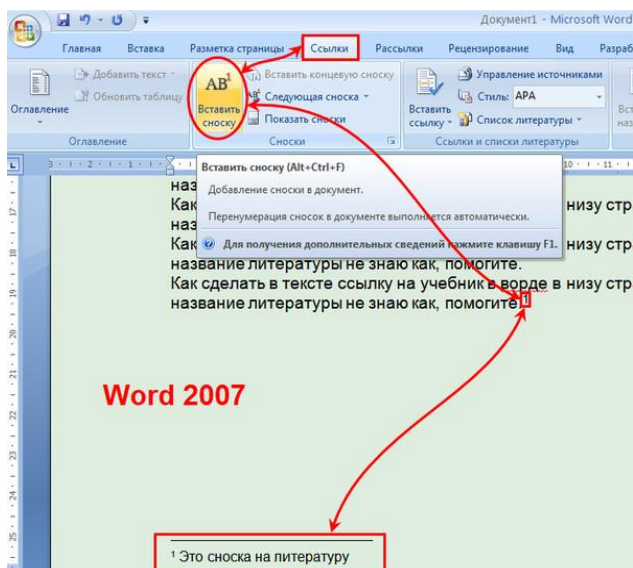 Документ1 - Microsoft Word
Главная Вставка Разметка страницы Ссылки Рассылки Рецензирование Вид Разраб
Оглавление
Добавить текст
Обновить таблицу
Оглавление
АВ1
Вставить
сноску
Вставить концевую сноску
Следующая сноска
Показать сноски
Сноски
Вставить
ссылку
Управление источниками
Стиль: APA
Список литературы
Ссылки и списки литературы
Вст
наз
Вставить сноску (Alt+Ctrl+F)
Добавление сноски в документ.
Перенумерация сносок в документе выполняется автоматически.
Для получения дополнительных сведений нажмите клавишу F1.
наз
Как низу стр
наз
Как низу стр
название литературы не знаю как, помогите.
Как сделать в тексте ссылку на учебник в ворде в низу стр
название литературы не знаю как, помогите.1
Word 2007
1 Это сноска на литературу